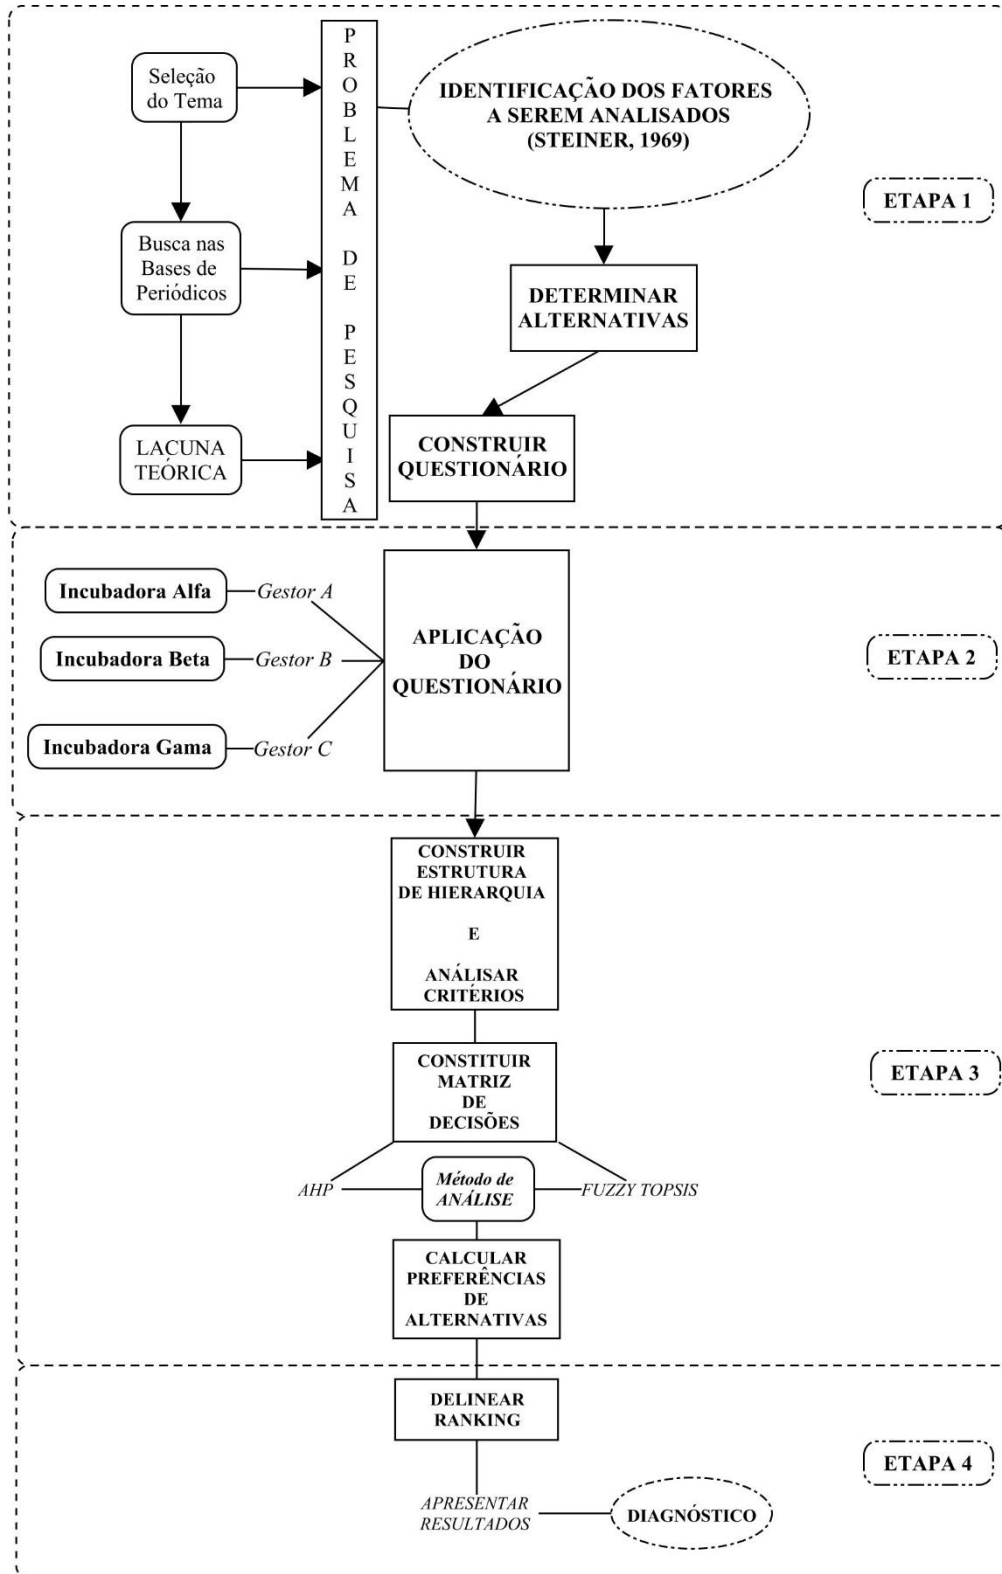 Seleção
do Tema
Busca nas
Bases de
Periódicos
LACUNA
TEÓRICA
PROBLEMA DE PESQUISA
IDENTIFICAÇÃO DOS FATORES
A SEREM ANALISADOS
(STEINER, 1969)
DETERMINAR
ALTERNATIVAS
CONSTRUIR
QUESTIONÁRIO
ETAPA 1
Incubadora Alfa
Gestor A
Incubadora Beta
Gestor B
Incubadora Gama
Gestor C
APLICAÇÃO
DO
QUESTIONÁRIO
ETAPA 2
CONSTRUIR
ESTRUTURA
DE HIERARQUIA
E
ANÁLISAR
CRITÉRIOS
CONSTITUIR
MATRIZ
DE
DECISÕES
AHP
Método de
ANÁLISE
FUZZY TOPSIS
CALCULAR
PREFERÊNCIAS
DE
ALTERNATIVAS
ETAPA 3
DELINEAR
RANKING
APRESENTAR
RESULTADOS
DIAGNÓSTICO
ETAPA 4